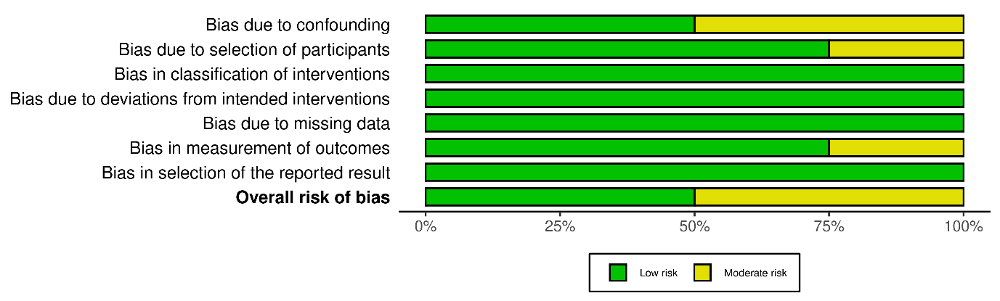 Bias due to confounding
Bias due to selection of participants
Bias in classification of interventions
Bias due to deviations from intended interventions
Bias due to missing data
Bias in measurement of outcomes
Bias in selection of the reported result
Overall risk of bias
0% 25% 50% 75% 100%
Low risk Moderate risk